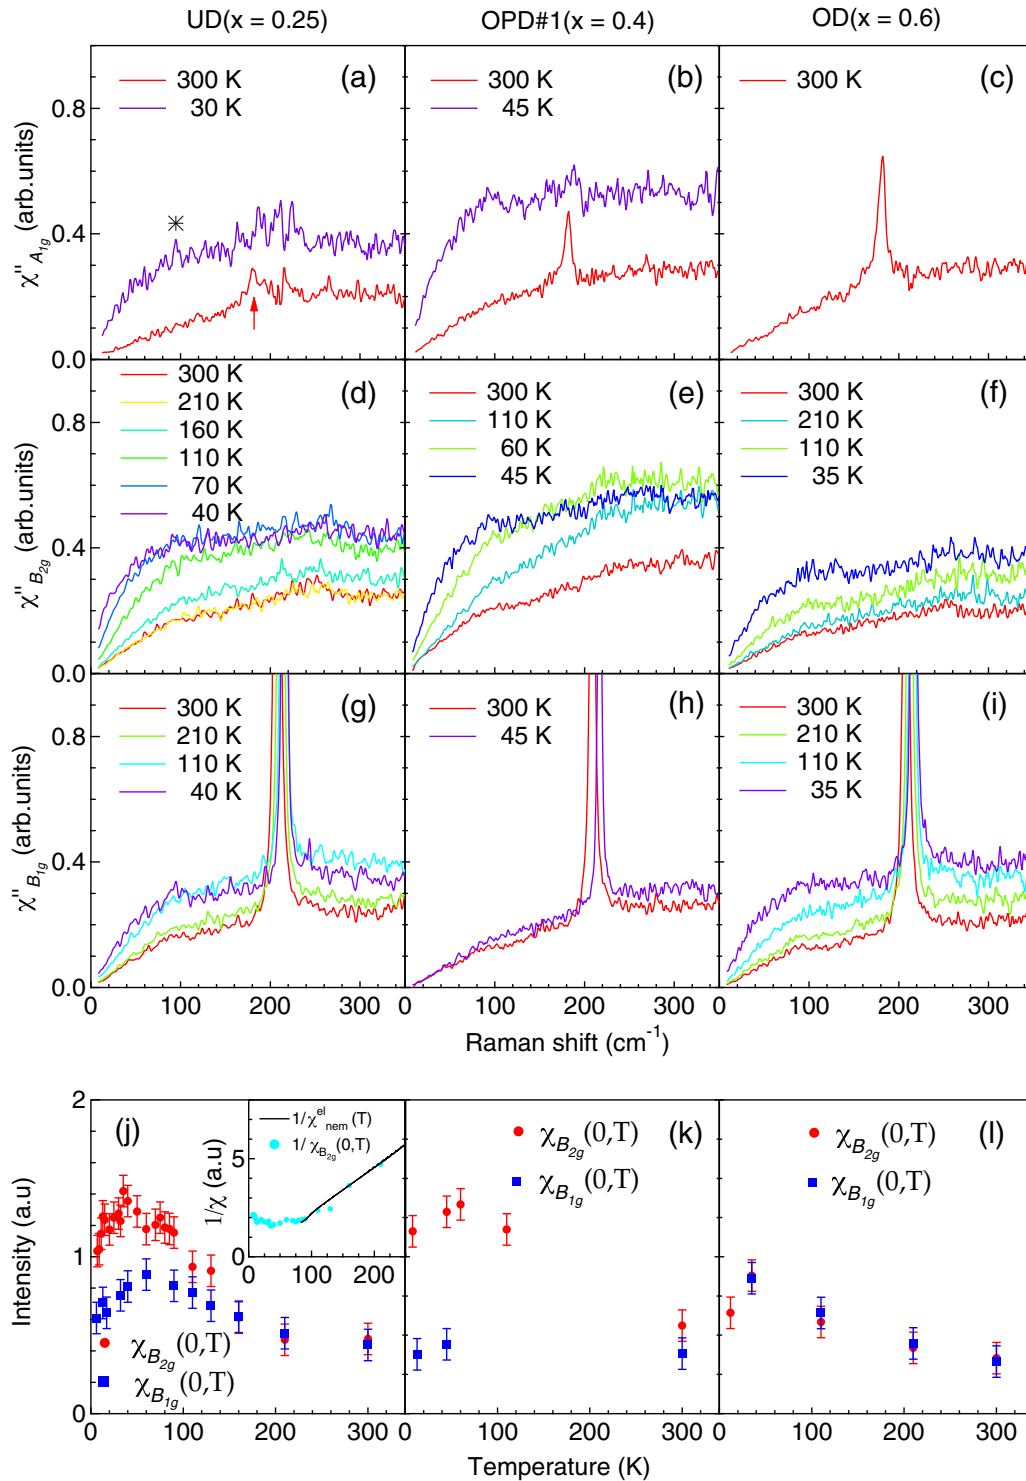 UD(x = 0.25) OPD#1(x = 0.4) OD(x = 0.6)
χ''A1g (arb.units)
0.8
0.4
0.0
300 K
30 K
(a)
*
300 K
45 K
(b)
300 K
(c)
χ''B2g (arb.units)
0.8
0.4
0.0
300 K
210 K
160 K
110 K
70 K
40 K
(d)
300 K
110 K
60 K
45 K
(e)
300 K
210 K
110 K
35 K
(f)
χ''B1g (arb.units)
0.8
0.4
0.0
300 K
210 K
110 K
40 K
(g)
300 K
45 K
(h)
300 K
210 K
110 K
35 K
(i)
0 100 200 300 0 100 200 300 0 100 200 300
Raman shift (cm-1)
Intensity (a.u)
2
1
0
(j)
1/χ (a.u)
5
0
1/χelnem(T)
1/χB2g(0,T)
0 100 200
χB2g(0,T)
χB1g(0,T)
χB2g(0,T)
χB1g(0,T)
(k)
χB2g(0,T)
χB1g(0,T)
(l)
0 100 200 300 0 100 200 300 0 100 200 300
Temperature (K)